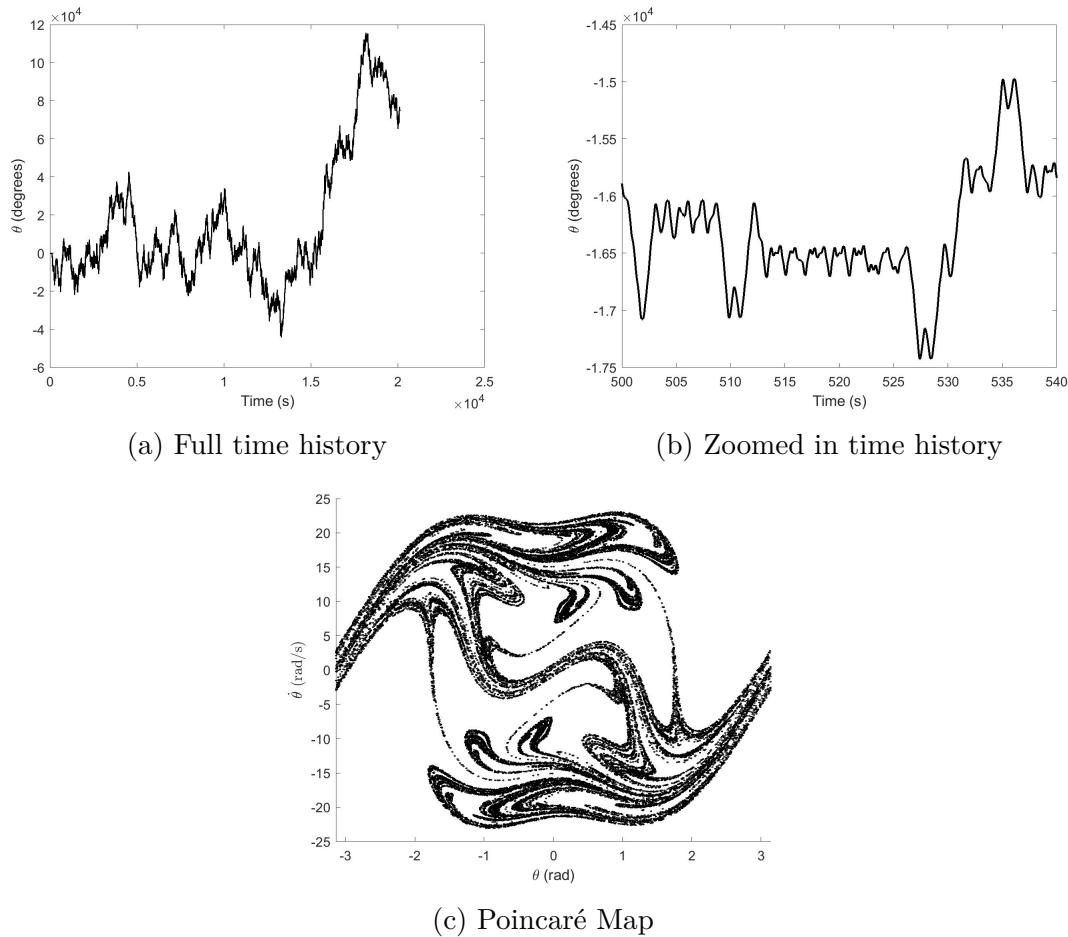 ×10⁴
12
10
8
6
4
2
0
-2
-4
-6
θ (degrees)
0 0.5 1 1.5 2 2.5
Time (s)
×10⁴
(a) Full time history
×10⁴
-1.45
-1.5
-1.55
-1.6
-1.65
-1.7
-1.75
θ (degrees)
500 505 510 515 520 525 530 535 540
Time (s)
(b) Zoomed in time history
25
20
15
10
5
0
-5
-10
-15
-20
-25
θ̇ (rad/s)
-3 -2 -1 0 1 2 3
θ (rad)
(c) Poincaré Map